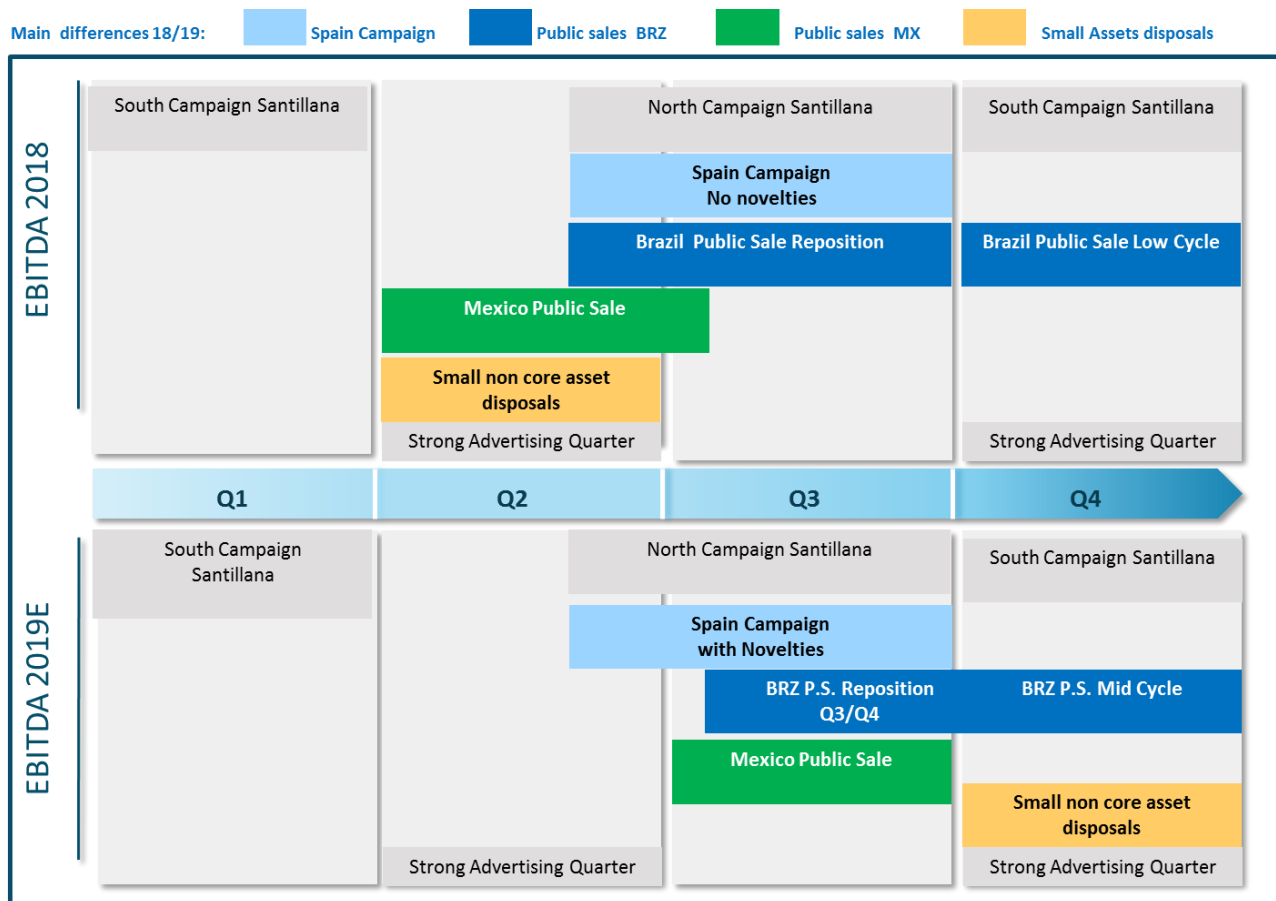 Main differences 18/19:
Spain Campaign
Public sales BRZ
Public sales MX
Small Assets disposals
EBITDA 2018
South Campaign Santillana
North Campaign Santillana
South Campaign Santillana
Spain Campaign
No novelties
Brazil Public Sale Reposition
Brazil Public Sale Low Cycle
Mexico Public Sale
Small non core asset
disposals
Strong Advertising Quarter
Strong Advertising Quarter
Q1
Q2
Q3
Q4
EBITDA 2019E
South Campaign
Santillana
North Campaign Santillana
South Campaign Santillana
Spain Campaign
with Novelties
BRZ P.S. Reposition
Q3/Q4
BRZ P.S. Mid Cycle
Mexico Public Sale
Small non core asset
disposals
Strong Advertising Quarter
Strong Advertising Quarter